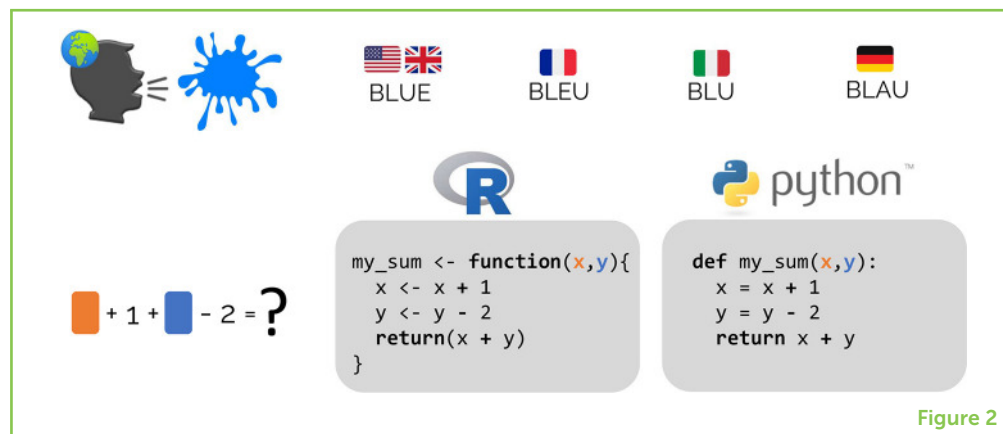 BLUE
BLEU
BLU
BLAU
R
python™
my_sum <- function(x,y){
x <- x + 1
y <- y - 2
return(x + y)
}
def my_sum(x,y):
x = x + 1
y = y - 2
return x + y
+ 1 + - 2 = ?
Figure 2